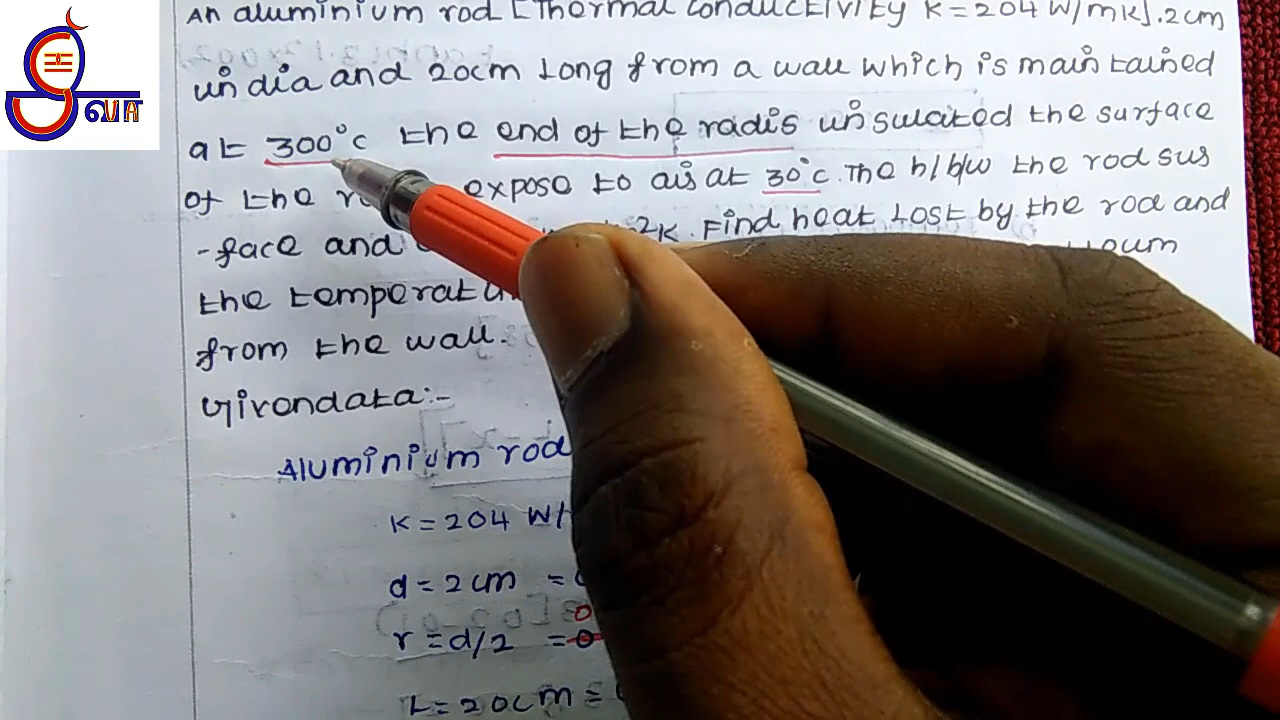 வா
An aluminium rod [Thermal conductivity K = 204 W/mk]. 2cm
in dia and 20cm Long from a wall which is maintained
at 300°c the end of the radis insulated the surface
of the expose to air at 30°c. The h/b/w the rod sur
-face and 2K. Find heat Lost by the rod and
the
from the wall.
Givendata:-
Aluminium rod
K = 204 W/
d = 2cm =
r = d/2 =
L = 20cm =